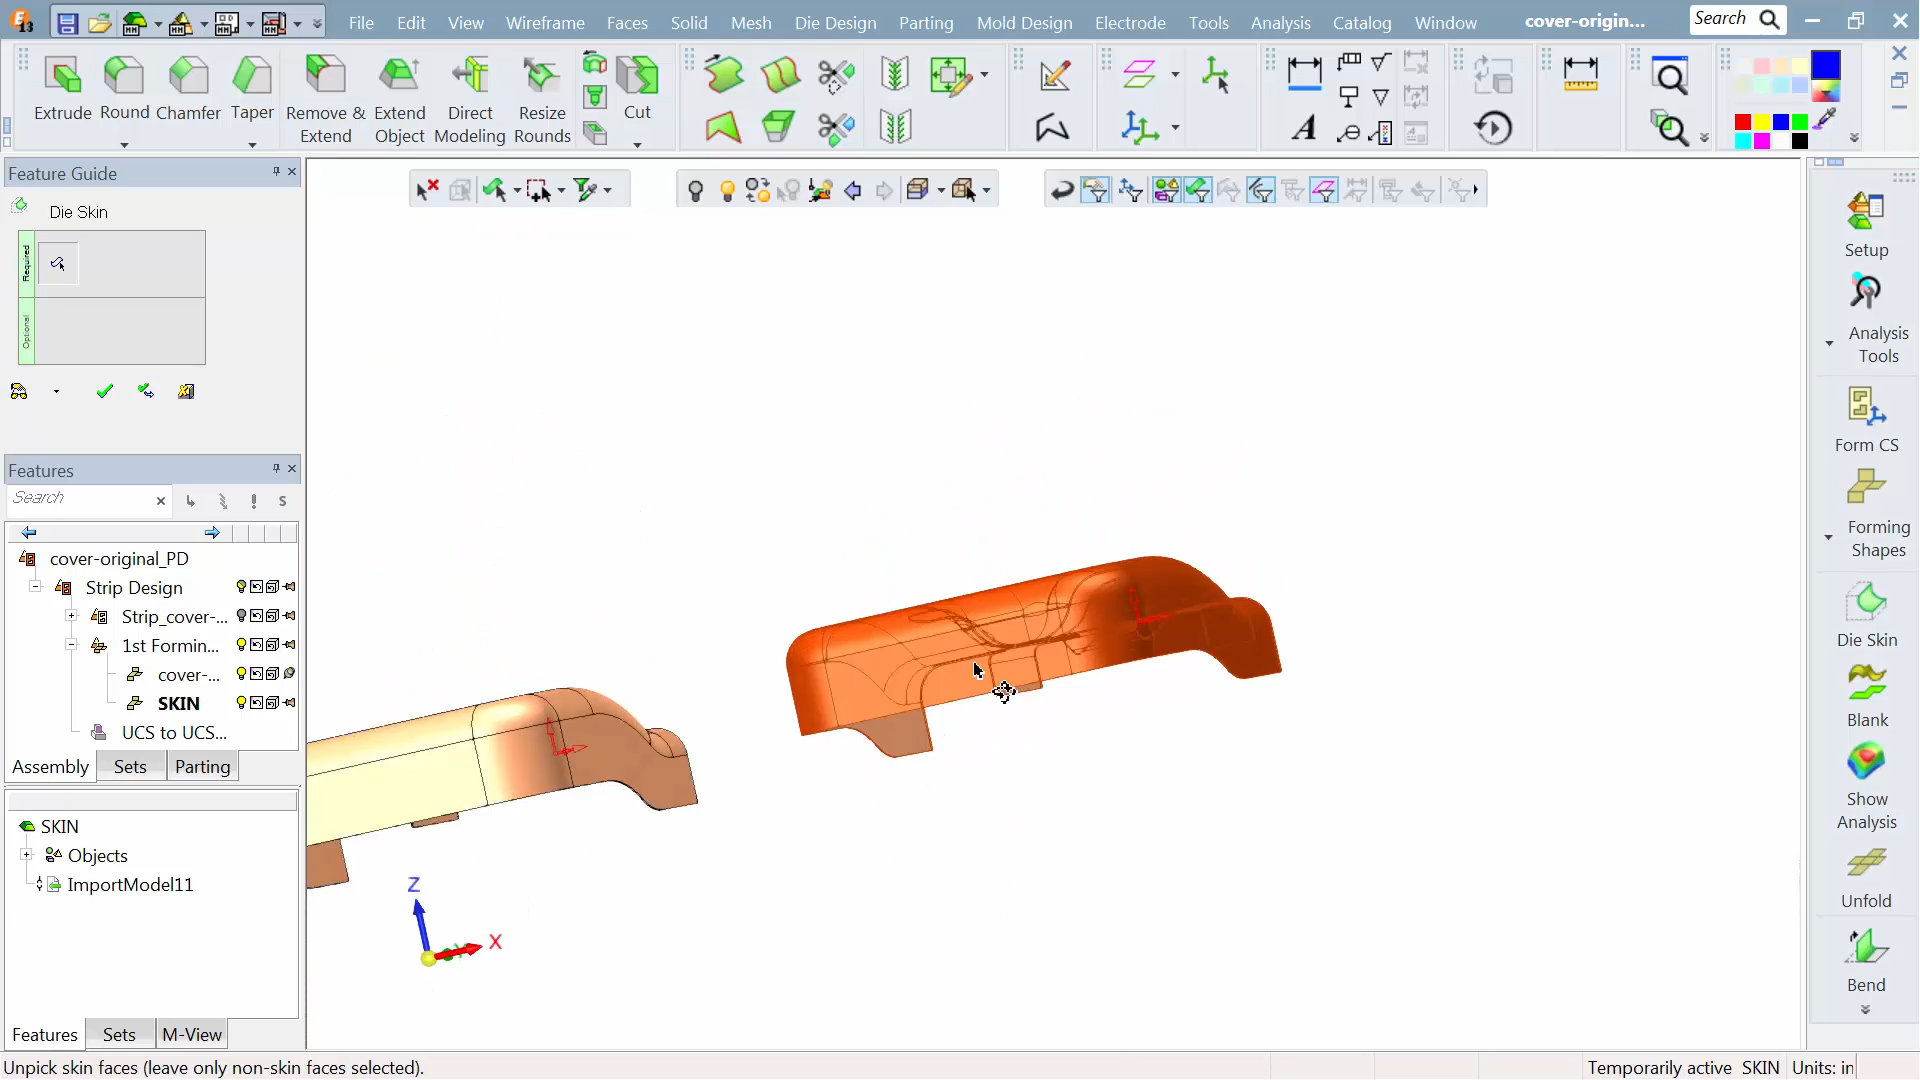 File Edit View Wireframe Faces Solid Mesh Die Design Parting Mold Design Electrode Tools Analysis Catalog Window cover-origin... Search
Extrude Round Chamfer Taper Remove & Extend Extend Object Direct Modeling Resize Rounds Cut
Feature Guide
Die Skin
Required
Optional
Features
Search
S
cover-original_PD
Strip Design
Strip_cover-...
1st Formin...
cover-...
SKIN
UCS to UCS...
Assembly Sets Parting
SKIN
Objects
ImportModel11
Features Sets M-View
Z
X
Setup
Analysis
Tools
Form CS
Forming
Shapes
Die Skin
Blank
Show
Analysis
Unfold
Bend
Unpick skin faces (leave only non-skin faces selected).
Temporarily active SKIN Units: in